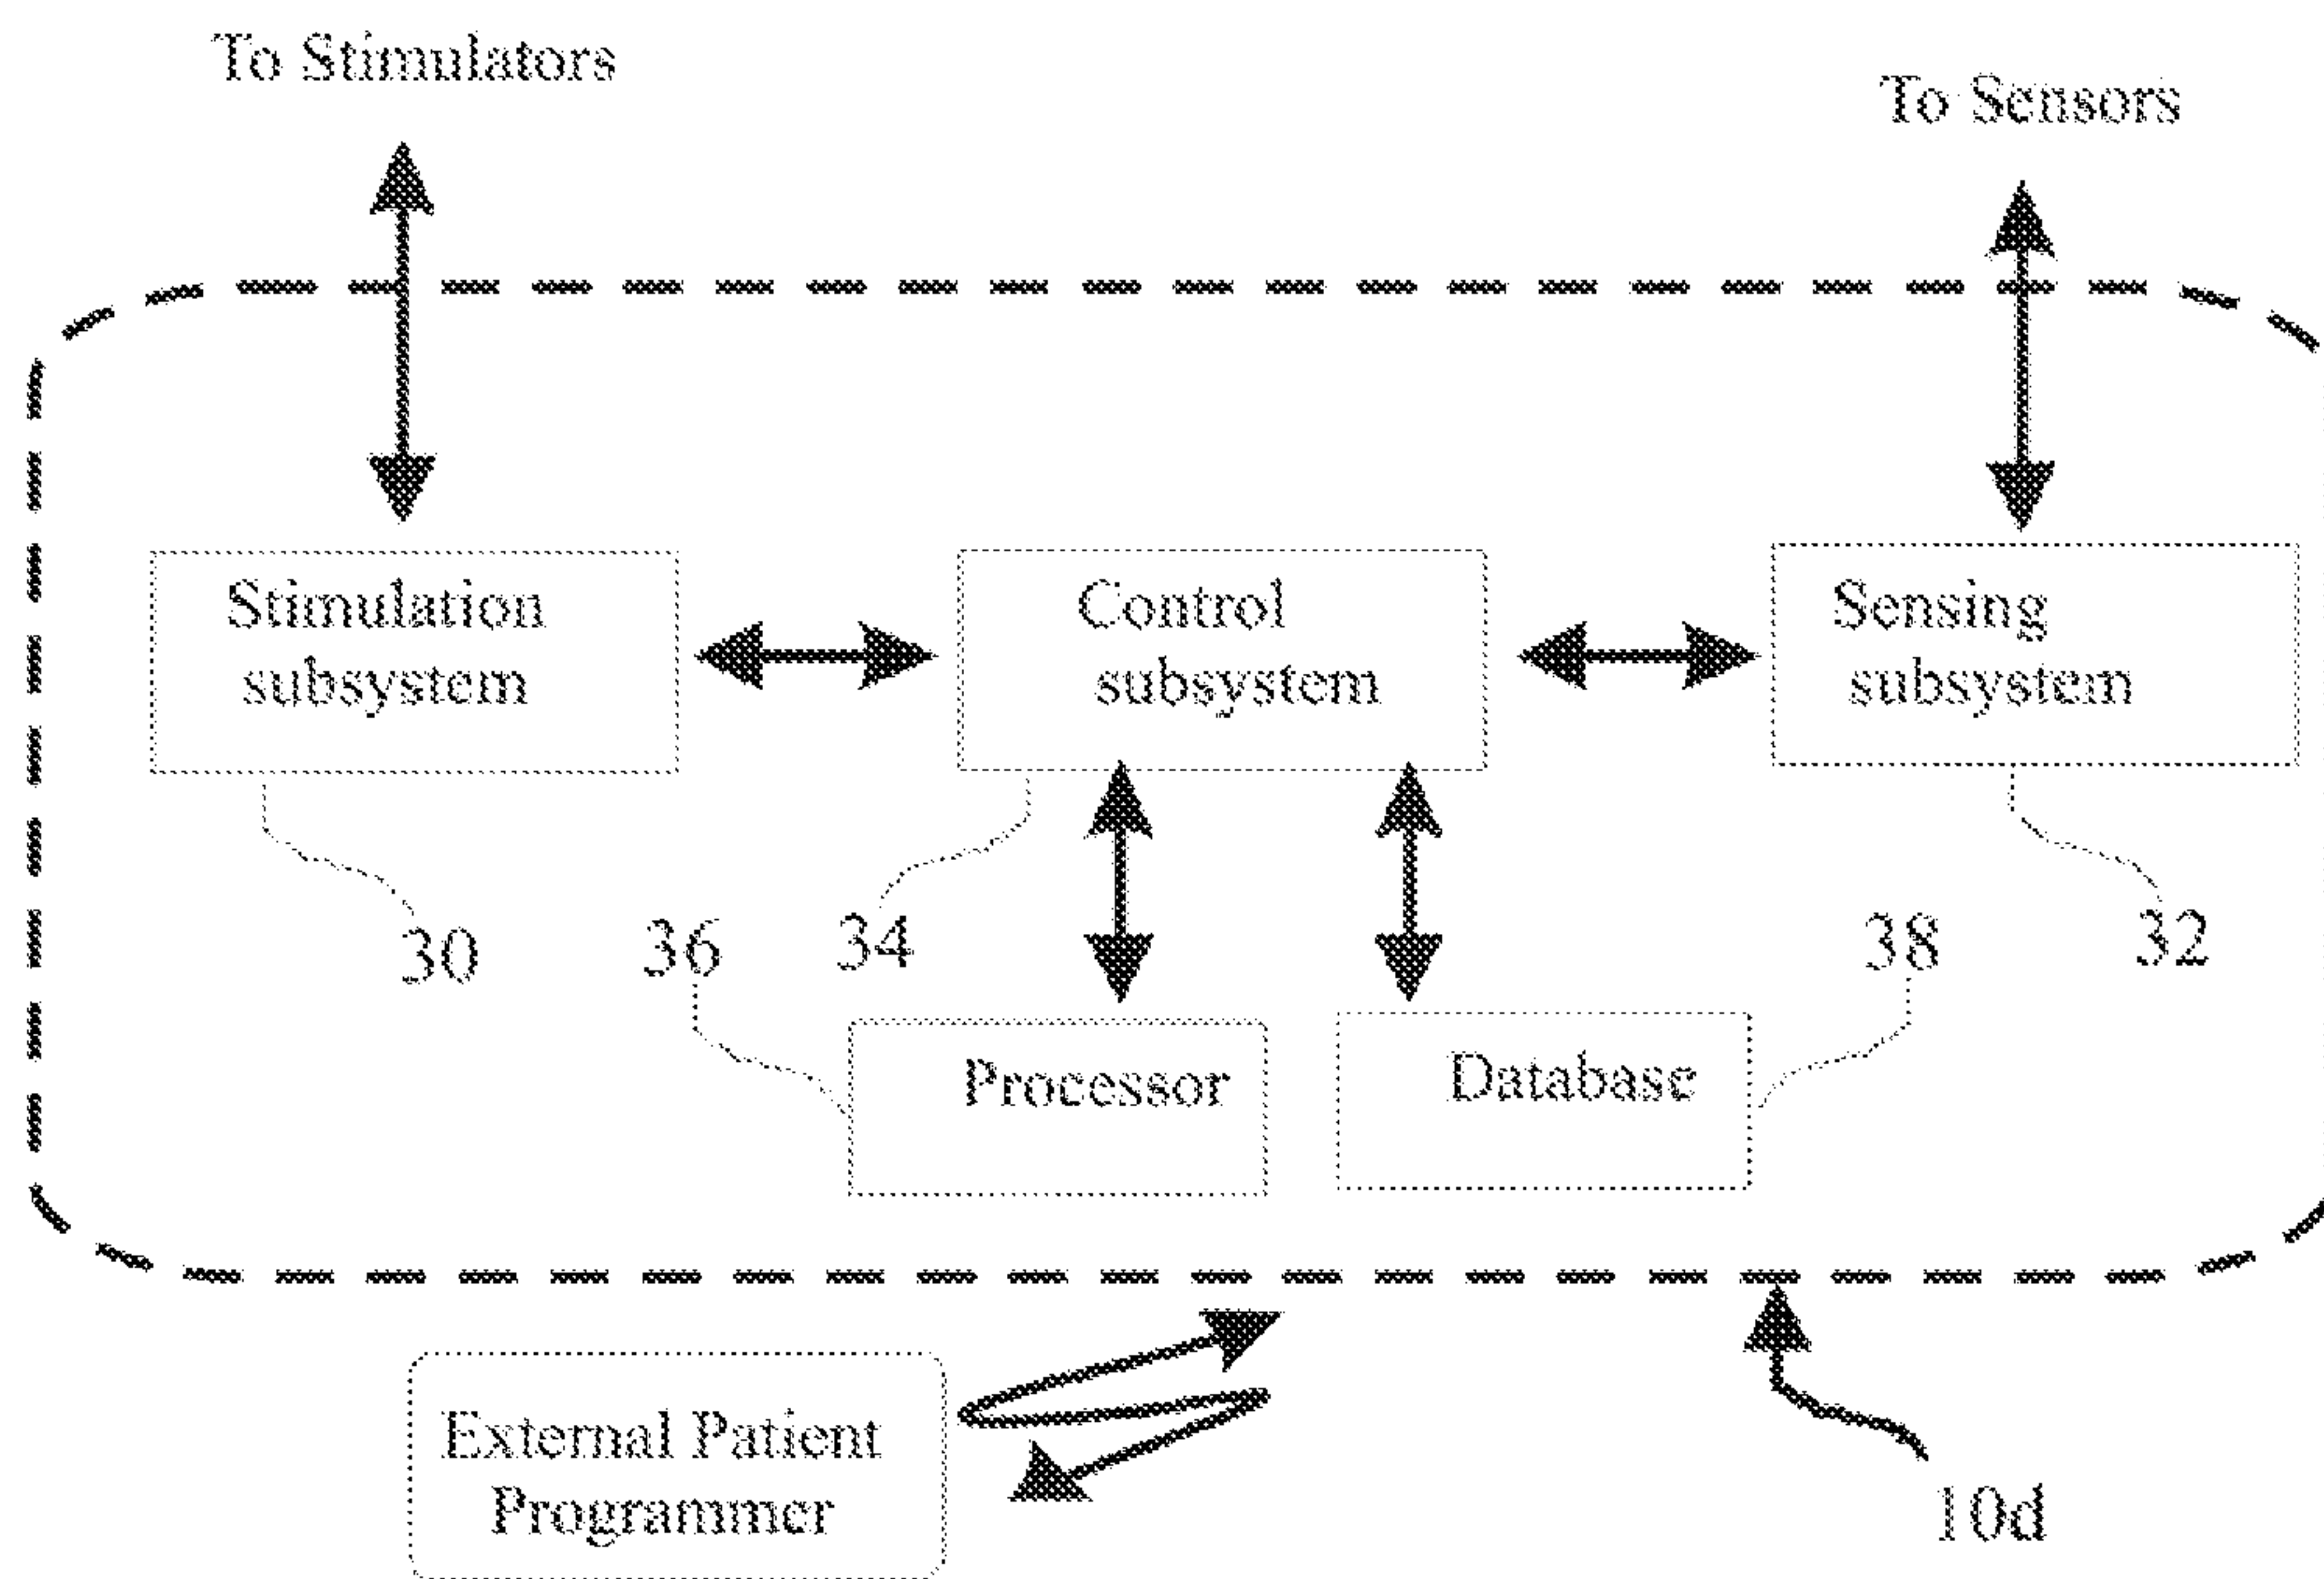 To Stimulators
To Sensors
Stimulation
subsystem
Control
subsystem
Sensing
subsystem
30
36
34
38
32
Processor
Database
External Patient
Programmer
10d